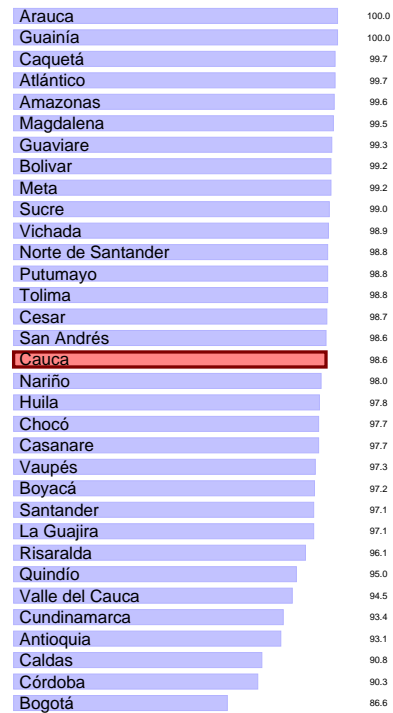 Arauca 100.0
Guainía 100.0
Caquetá 99.7
Atlántico 99.7
Amazonas 99.6
Magdalena 99.5
Guaviare 99.3
Bolivar 99.2
Meta 99.2
Sucre 99.0
Vichada 98.9
Norte de Santander 98.8
Putumayo 98.8
Tolima 98.8
Cesar 98.7
San Andrés 98.6
Cauca 98.6
Nariño 98.0
Huila 97.8
Chocó 97.7
Casanare 97.7
Vaupés 97.3
Boyacá 97.2
Santander 97.1
La Guajira 97.1
Risaralda 96.1
Quindío 95.0
Valle del Cauca 94.5
Cundinamarca 93.4
Antioquia 93.1
Caldas 90.8
Córdoba 90.3
Bogotá 86.6